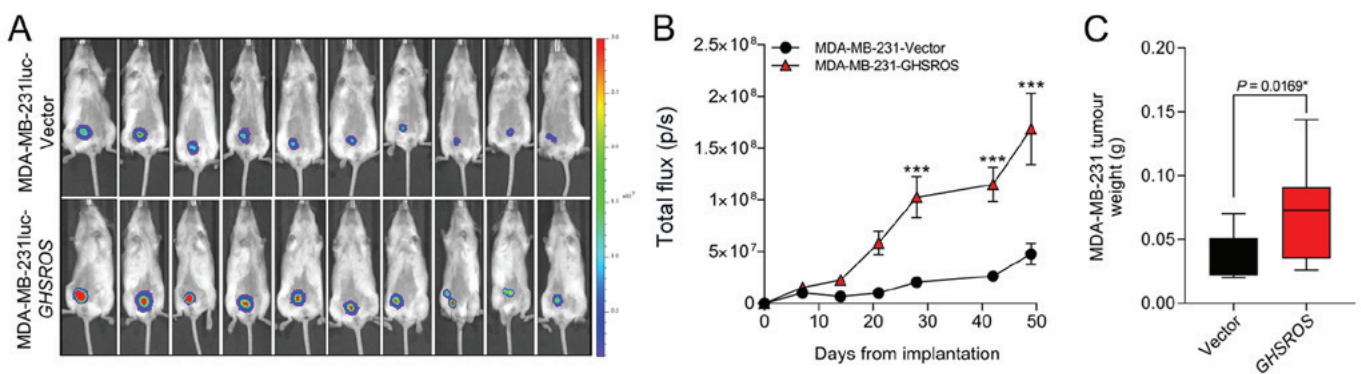 A
MDA-MB-231luc-
Vector
MDA-MB-231luc-
GHSROS
3.0
B
MDA-MB-231-Vector
MDA-MB-231-GHSROS
Total flux (p/s)
2.5×10⁸
2×10⁸
1.5×10⁸
1×10⁸
5×10⁷
0
***
***
***
0 10 20 30 40 50
Days from implantation
C
MDA-MB-231 tumour
weight (g)
0.20
0.15
0.10
0.05
0.00
P = 0.0169*
Vector
GHSROS